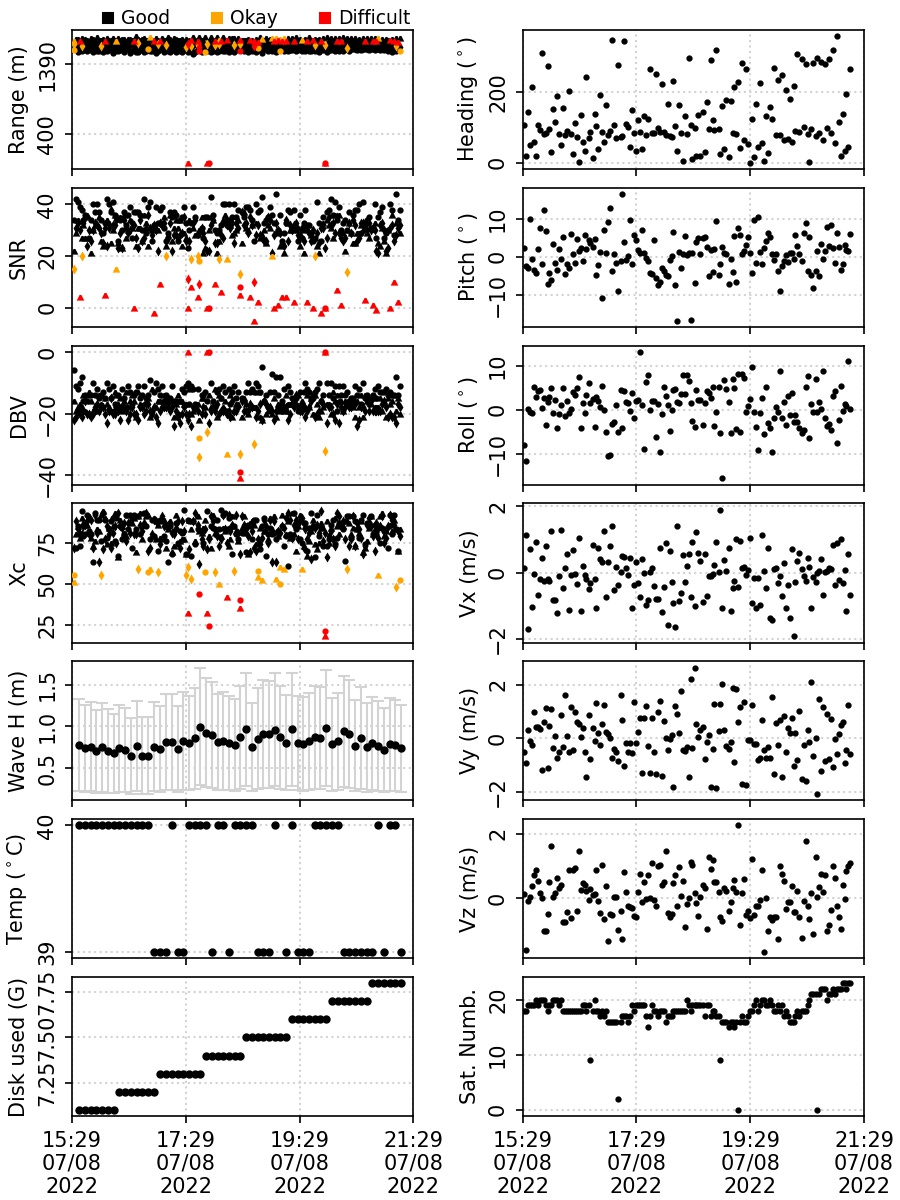 Good Okay Difficult
Range (m)
1390
400
Heading (°)
200
0
SNR
40
20
0
Pitch (°)
10
0
−10
DBV
0
−20
−40
Roll (°)
10
0
−10
Xc
75
50
25
Vx (m/s)
2
0
−2
Wave H (m)
1.5
1.0
0.5
Vy (m/s)
2
0
−2
Temp (°C)
40
39
Vz (m/s)
2
0
Disk used (G)
7.75
7.50
7.25
Sat. Numb.
20
10
0
15:29 17:29 19:29 21:29 15:29 17:29 19:29 21:29
07/08 07/08 07/08 07/08 07/08 07/08 07/08 07/08
2022 2022 2022 2022 2022 2022 2022 2022